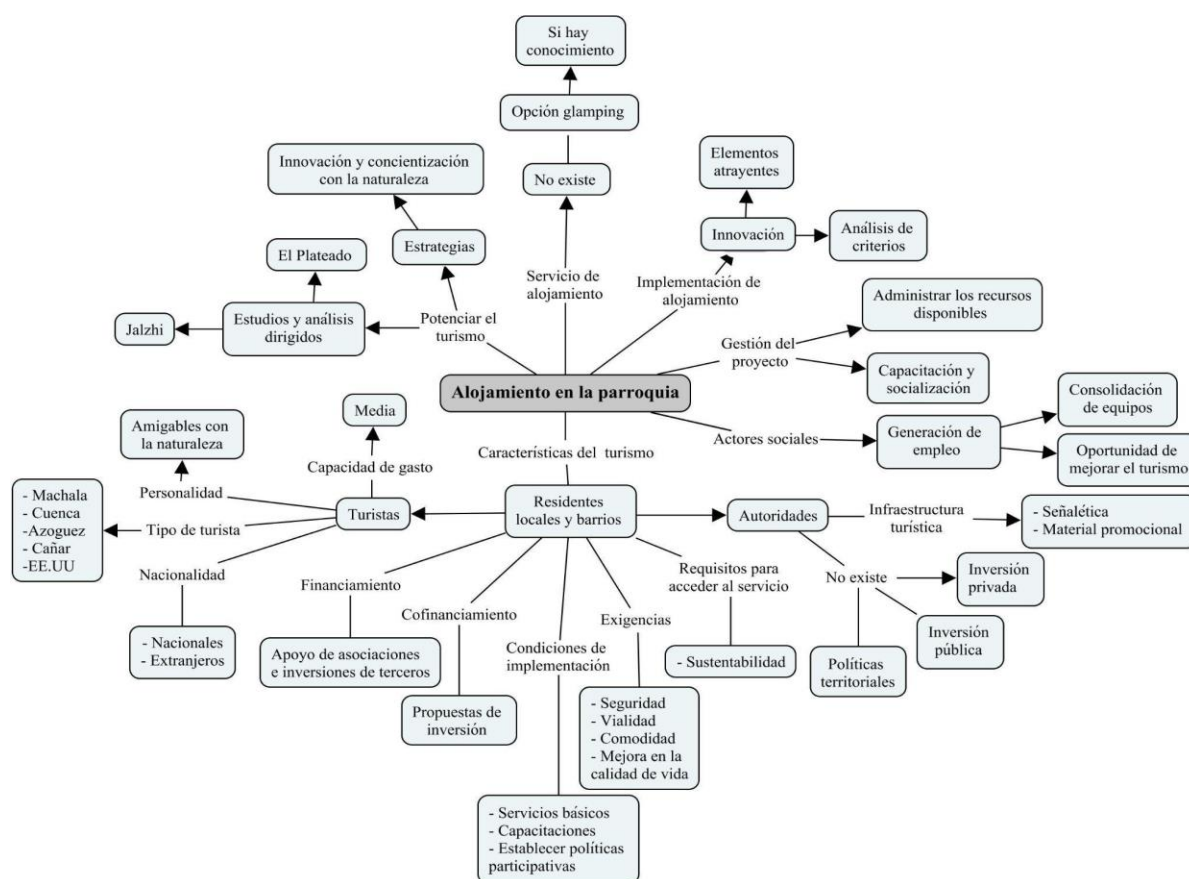 Si hay
conocimiento
Opción glamping
No existe
Servicio de
alojamiento
Innovación y concientización
con la naturaleza
Estrategias
El Plateado
Jalzhi
Estudios y análisis
dirigidos
Potenciar el
turismo
Elementos
atrayentes
Innovación
Análisis de
criterios
Implementación de
alojamiento
Administrar los recursos
disponibles
Gestión del
proyecto
Capacitación y
socialización
Alojamiento en la parroquia
Actores sociales
Generación de
empleo
Consolidación
de equipos
Oportunidad de
mejorar el turismo
Características del turismo
Media
Capacidad de gasto
Amigables con
la naturaleza
Personalidad
- Machala
- Cuenca
-Azoguez
- Cañar
-EE.UU
Tipo de turista
Turistas
Nacionalidad
- Nacionales
- Extranjeros
Residentes
locales y barrios
Autoridades
Infraestructura
turística
- Señalética
- Material promocional
No existe
Inversión
privada
Inversión
pública
Políticas
territoriales
Financiamiento
Apoyo de asociaciones
e inversiones de terceros
Cofinanciamiento
Propuestas de
inversión
Condiciones de
implementación
- Servicios básicos
- Capacitaciones
- Establecer políticas
participativas
Exigencias
- Seguridad
- Vialidad
- Comodidad
- Mejora en la
calidad de vida
Requisitos para
acceder al servicio
- Sustentabilidad